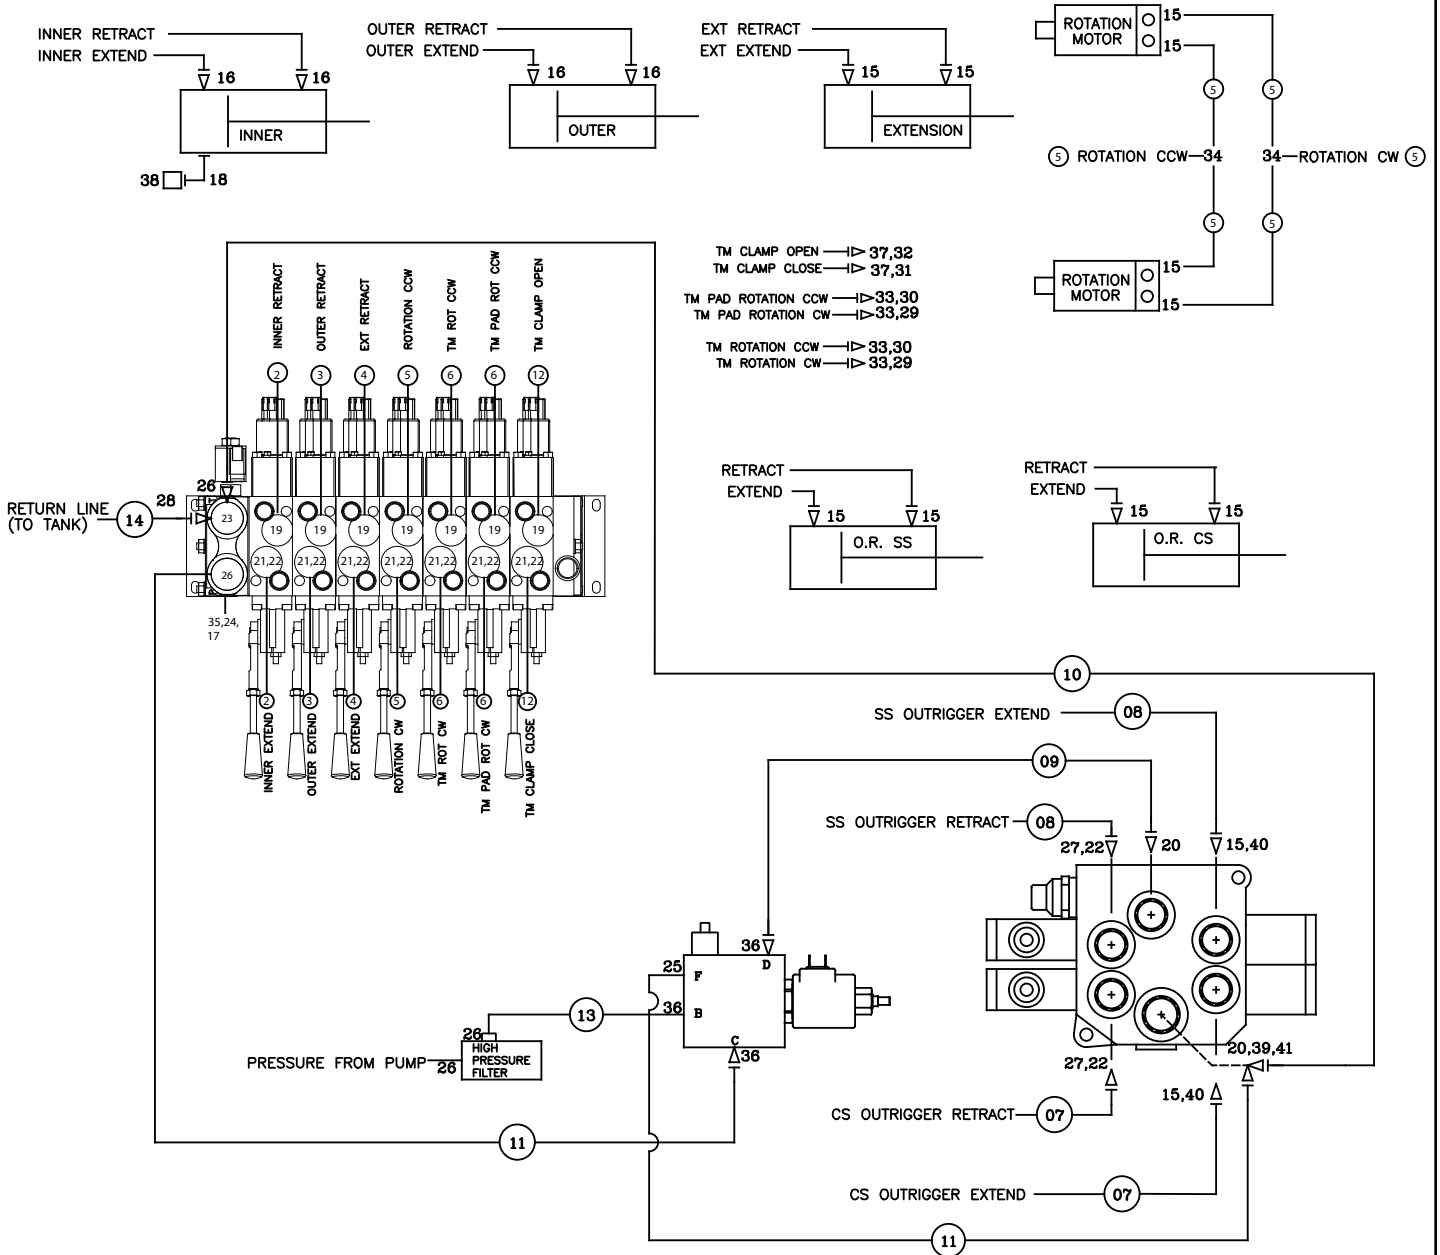 INNER RETRACT
INNER EXTEND
16
16
INNER
38
18
OUTER RETRACT
OUTER EXTEND
16
16
OUTER
EXT RETRACT
EXT EXTEND
15
15
EXTENSION
ROTATION
MOTOR
15
15
5
5
5 ROTATION CCW 34
34 ROTATION CW 5
5
5
ROTATION
MOTOR
15
15
TM CLAMP OPEN 37,32
TM CLAMP CLOSE 37,31
TM PAD ROTATION CCW 33,30
TM PAD ROTATION CW 33,29
TM ROTATION CCW 33,30
TM ROTATION CW 33,29
INNER RETRACT
OUTER RETRACT
EXT RETRACT
ROTATION CCW
TM ROT CCW
TM PAD ROT CCW
TM CLAMP OPEN
2
3
4
5
6
6
12
RETURN LINE
(TO TANK)
14
28
26
23
19
19
19
19
19
19
19
21,22
21,22
21,22
21,22
21,22
21,22
21,22
26
35,24,
17
2
3
4
5
6
6
12
INNER EXTEND
OUTER EXTEND
EXT EXTEND
ROTATION CW
TM ROT CW
TM PAD ROT CW
TM CLAMP CLOSE
RETRACT
EXTEND
15
15
O.R. SS
RETRACT
EXTEND
15
15
O.R. CS
10
SS OUTRIGGER EXTEND 08
09
SS OUTRIGGER RETRACT 08
27,22
20
15,40
36
D
25
F
36
B
C
36
13
26
HIGH
PRESSURE
FILTER
PRESSURE FROM PUMP 26
20,39,41
27,22
15,40
CS OUTRIGGER RETRACT 07
11
CS OUTRIGGER EXTEND 07
11